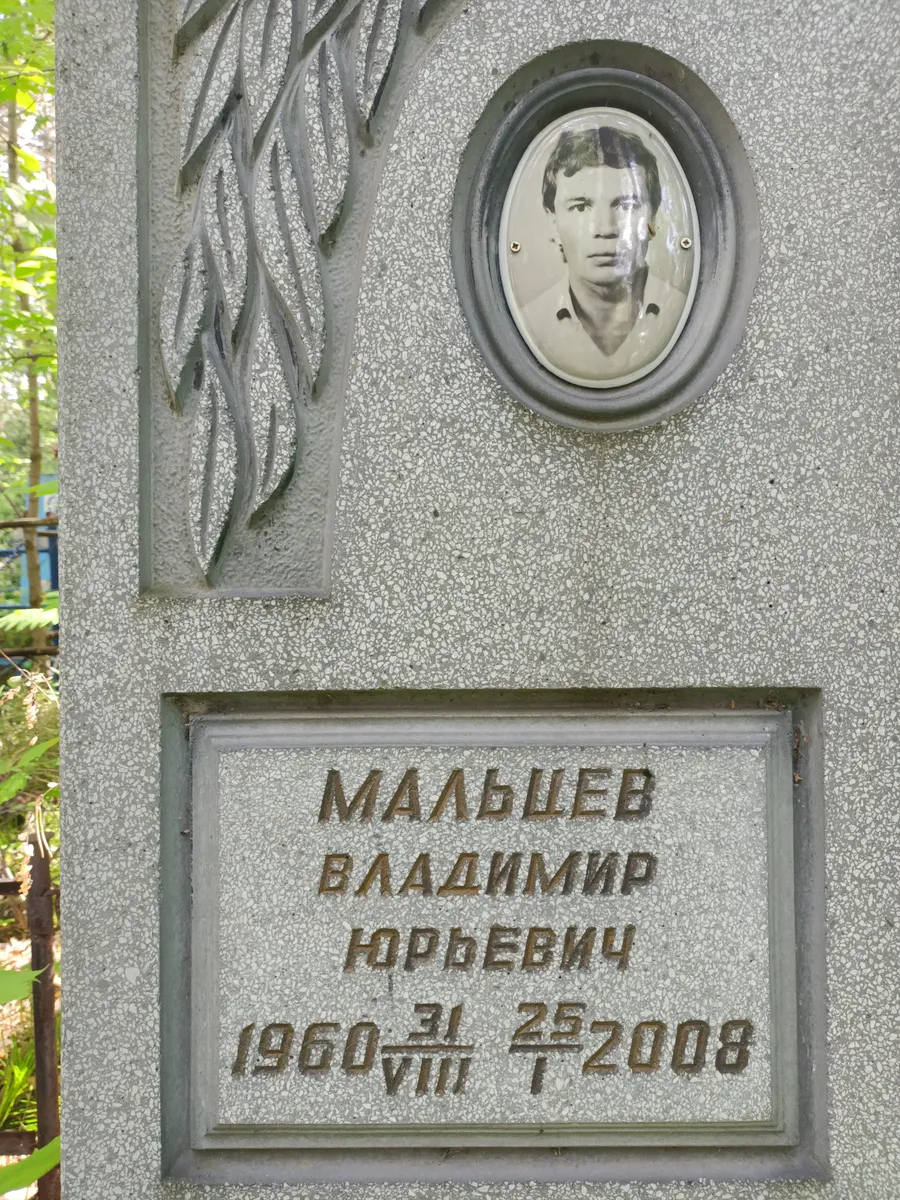 МАЛЬЦЕВ
ВЛАДИМИР
ЮРЬЕВИЧ
1960 31/VIII 25/I 2008